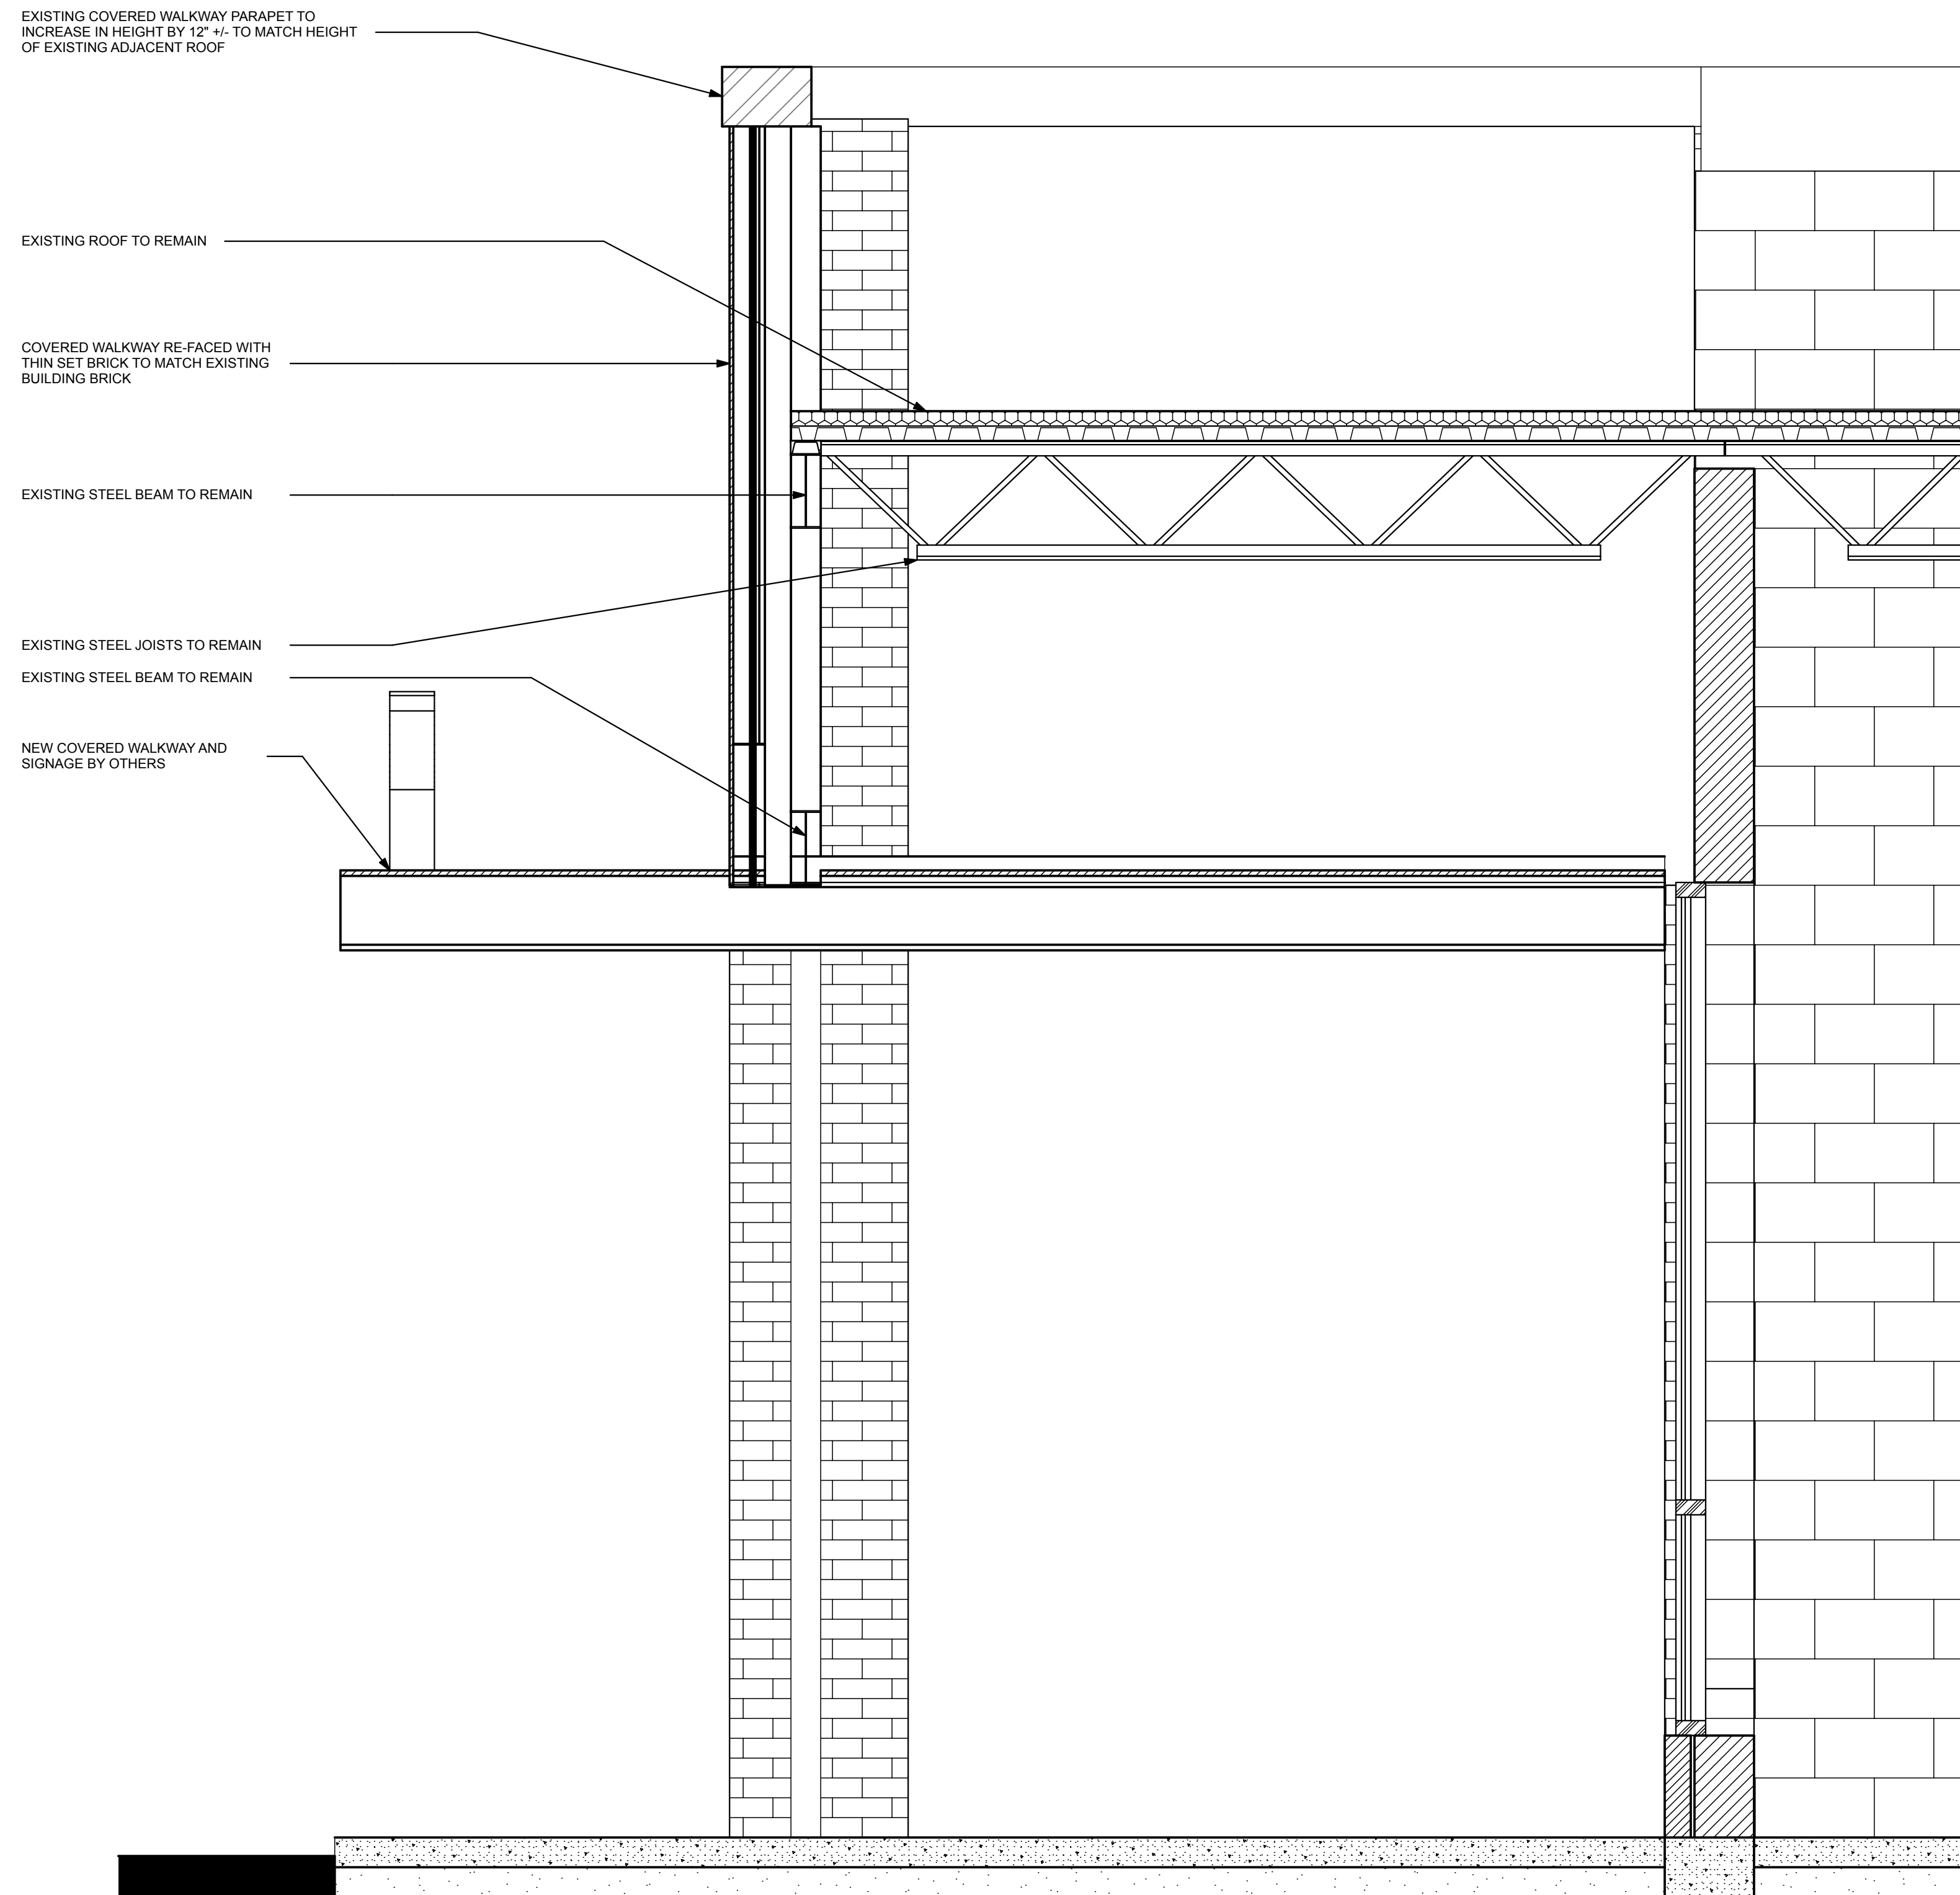 EXISTING COVERED WALKWAY PARAPET TO
INCREASE IN HEIGHT BY 12" +/- TO MATCH HEIGHT
OF EXISTING ADJACENT ROOF
EXISTING ROOF TO REMAIN
COVERED WALKWAY RE-FACED WITH
THIN SET BRICK TO MATCH EXISTING
BUILDING BRICK
EXISTING STEEL BEAM TO REMAIN
EXISTING STEEL JOISTS TO REMAIN
EXISTING STEEL BEAM TO REMAIN
NEW COVERED WALKWAY AND
SIGNAGE BY OTHERS